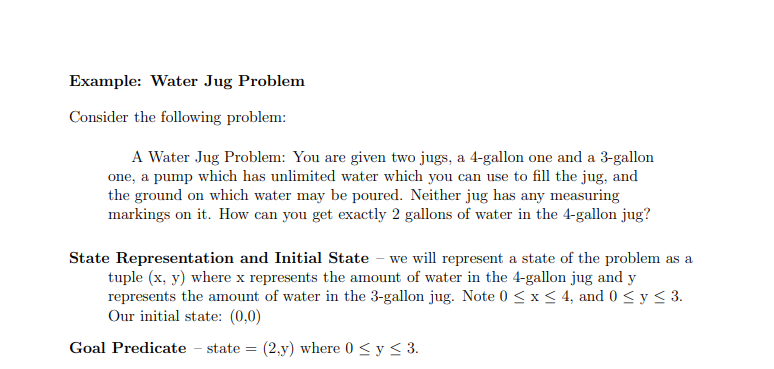 Example: Water Jug Problem
Consider the following problem:
A Water Jug Problem: You are given two jugs, a 4-gallon one and a 3-gallon
one, a pump which has unlimited water which you can use to fill the jug, and
the ground on which water may be poured. Neither jug has any measuring
markings on it. How can you get exactly 2 gallons of water in the 4-gallon jug?
State Representation and Initial State – we will represent a state of the problem as a
tuple (x, y) where x represents the amount of water in the 4-gallon jug and y
represents the amount of water in the 3-gallon jug. Note 0 ≤ x ≤ 4, and 0 ≤ y ≤ 3.
Our initial state: (0,0)
Goal Predicate – state = (2,y) where 0 ≤ y ≤ 3.